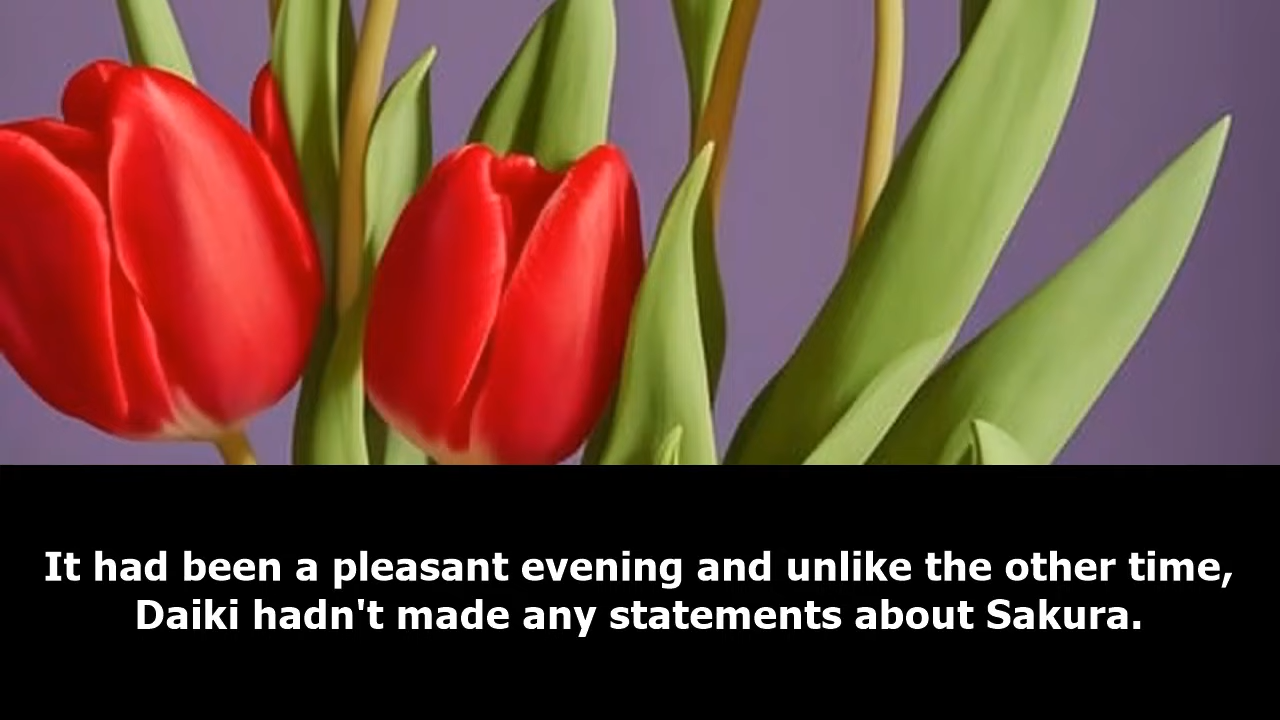 It had been a pleasant evening and unlike the other time,
Daiki hadn't made any statements about Sakura.